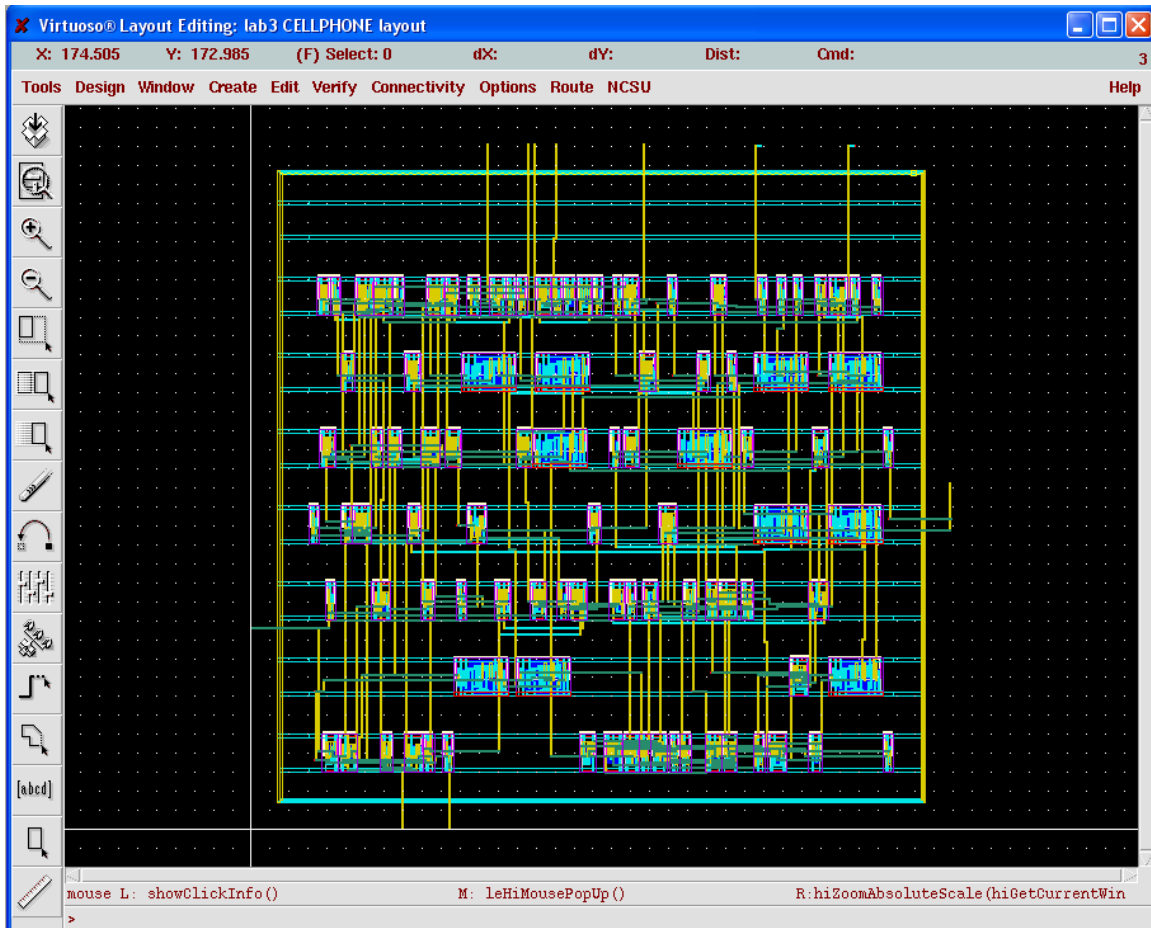 Virtuoso® Layout Editing: lab3 CELLPHONE layout
X: 174.505 Y: 172.985 (F) Select: 0 dX: dY: Dist: Cmd: 3
Tools Design Window Create Edit Verify Connectivity Options Route NCSU Help
[abcd]
mouse L: showClickInfo() M: leHiMousePopUp() R:hiZoomAbsoluteScale(hiGetCurrentWin
>